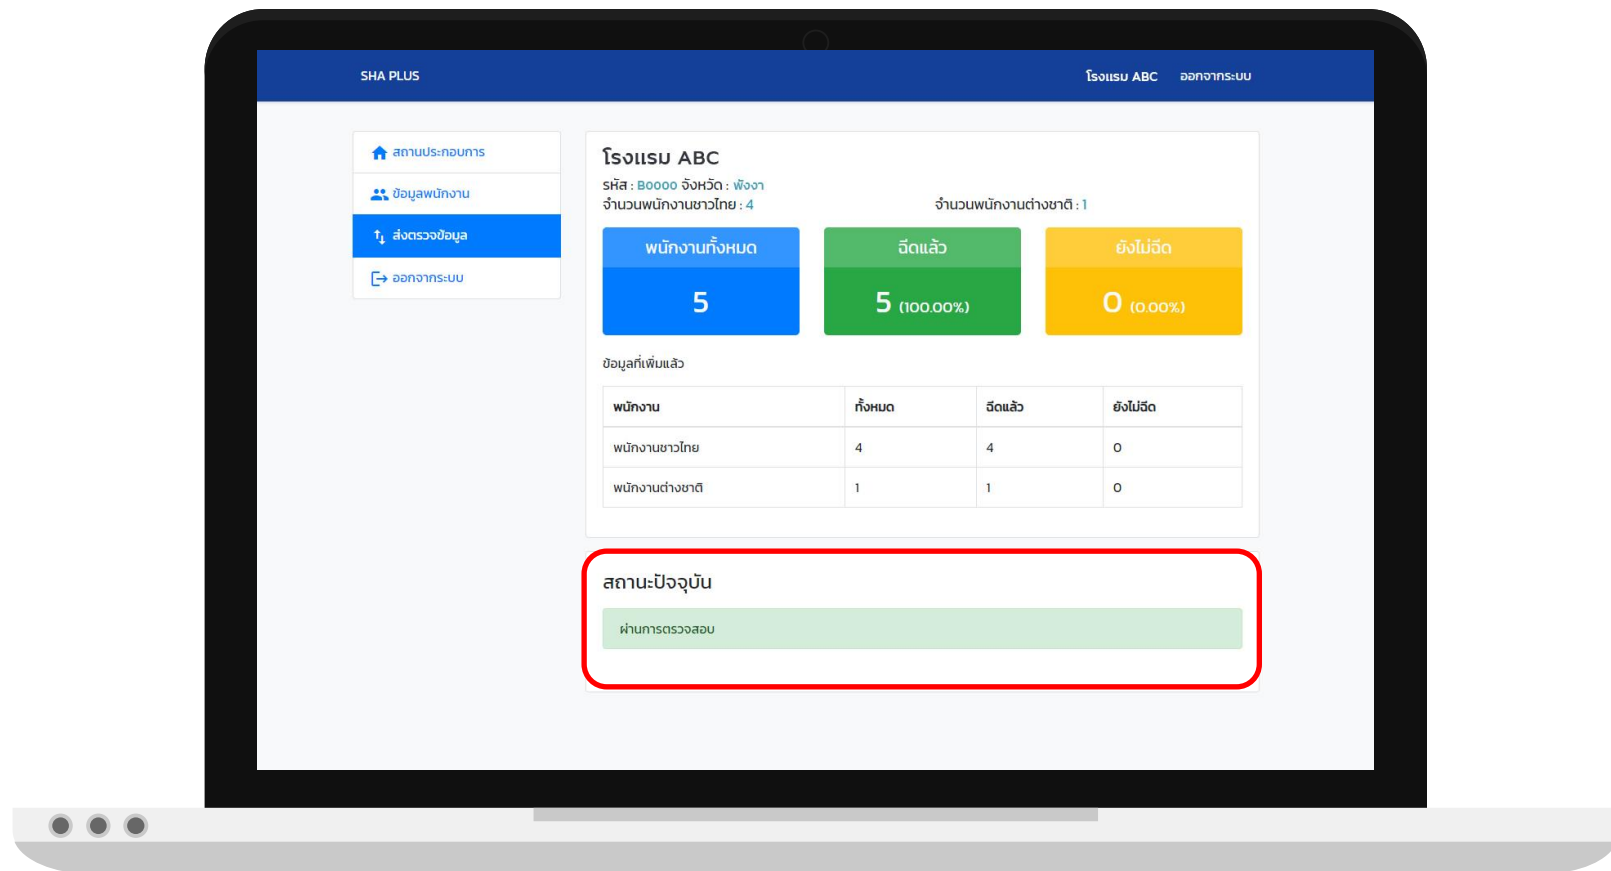 SHA PLUS
โรงแรม ABC ออกจากระบบ
สถานประกอบการ
ข้อมูลพนักงาน
ส่งตรวจข้อมูล
ออกจากระบบ
โรงแรม ABC
รหัส : B0000 จังหวัด : พังงา
จำนวนพนักงานชาวไทย : 4 จำนวนพนักงานต่างชาติ : 1
พนักงานทั้งหมด ฉีดแล้ว ยังไม่ฉีด
5 5 (100.00%) 0 (0.00%)
ข้อมูลที่เพิ่มแล้ว
พนักงาน ทั้งหมด ฉีดแล้ว ยังไม่ฉีด
พนักงานชาวไทย 4 4 0
พนักงานต่างชาติ 1 1 0
สถานะปัจจุบัน
ผ่านการตรวจสอบ